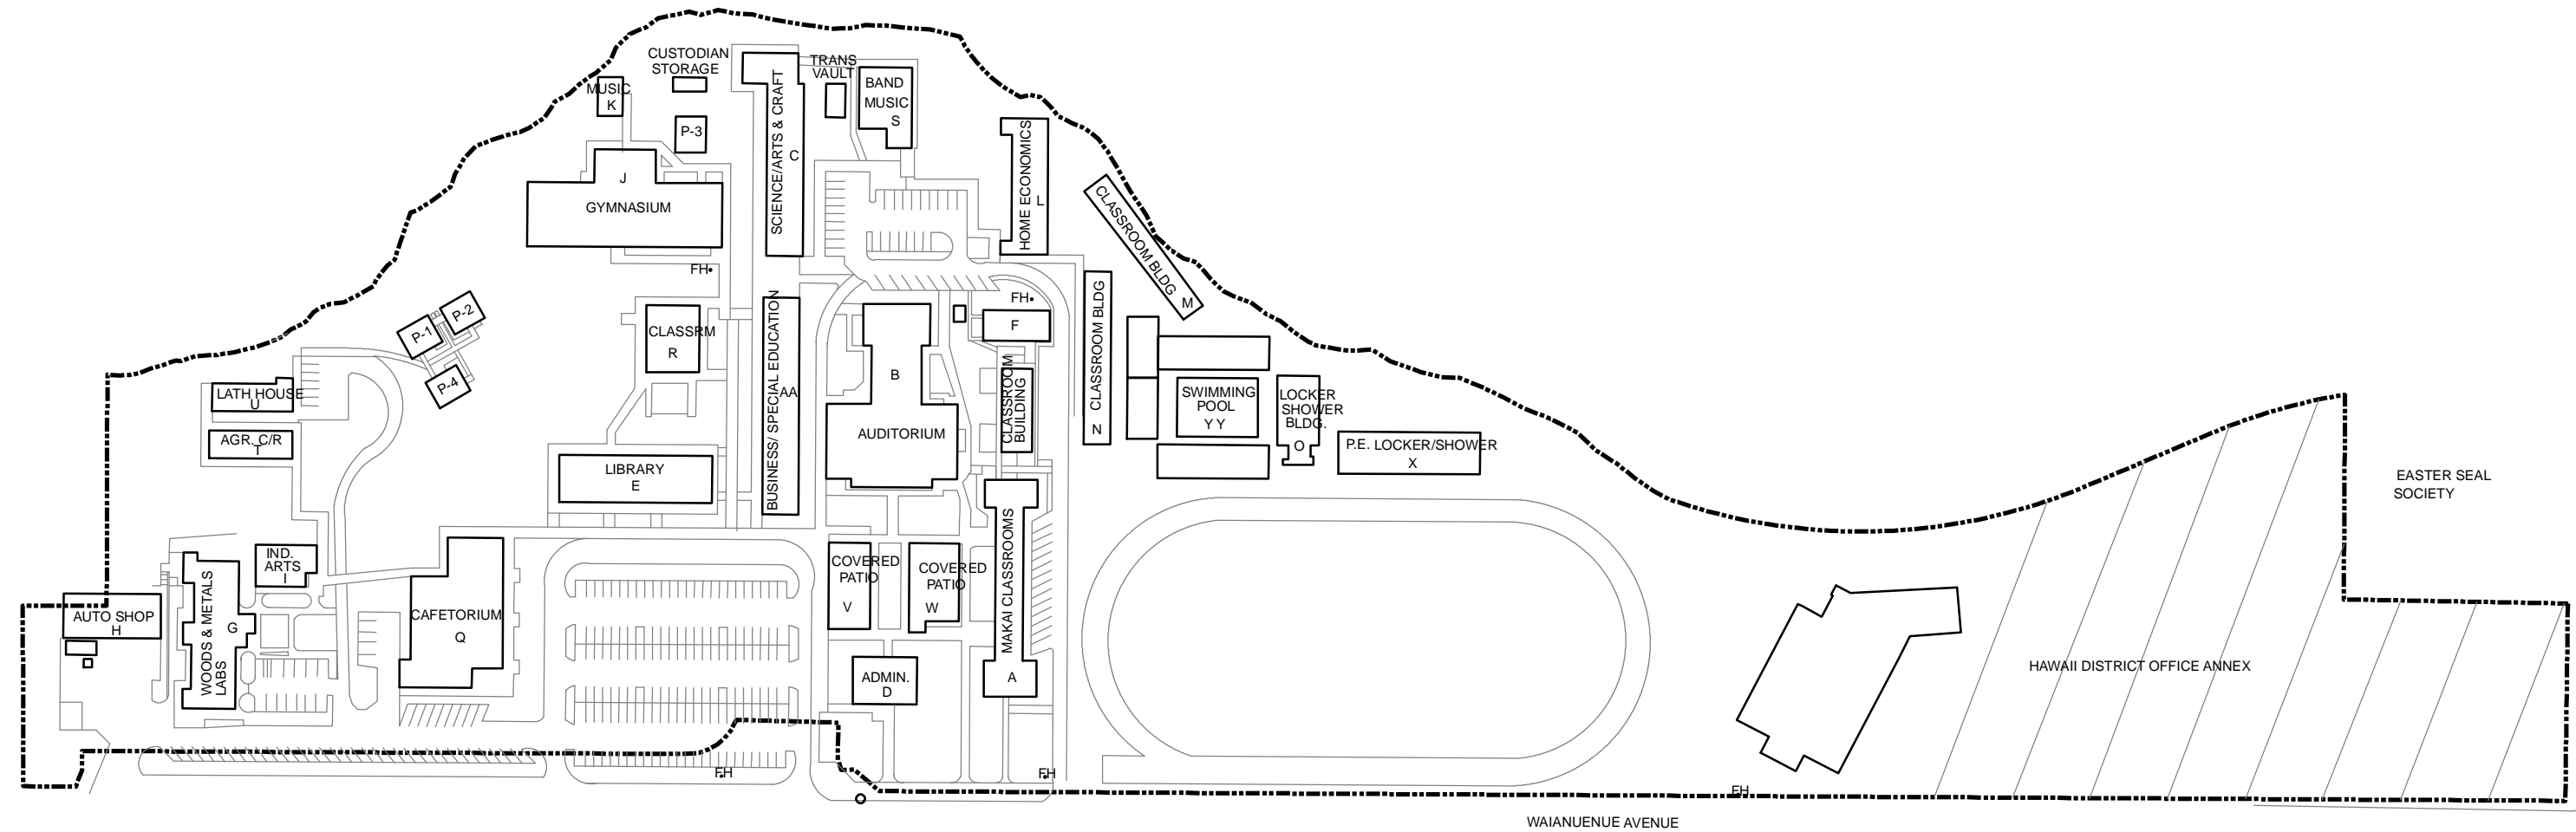 CUSTODIAN
STORAGE
MUSIC
K
P-3
J
GYMNASIUM
SCIENCE/ARTS & CRAFT
C
TRANS
VAULT
BAND
MUSIC
S
HOME ECONOMICS
L
CLASSROOM BLDG
M
FH
FH
P-1
P-2
P-4
CLASSRM
R
BUSINESS/ SPECIAL EDUCATION
AA
B
AUDITORIUM
F
CLASSROOM
BUILDING
CLASSROOM BLDG
N
SWIMMING
POOL
YY
LOCKER
SHOWER
BLDG.
O
P.E. LOCKER/SHOWER
X
LATH HOUSE
U
AGR. C/R
T
LIBRARY
E
EASTER SEAL
SOCIETY
IND.
ARTS
I
AUTO SHOP
H
WOODS & METALS
LABS
G
CAFETORIUM
Q
COVERED
PATIO
V
COVERED
PATIO
W
MAKAI CLASSROOMS
A
ADMIN.
D
HAWAII DISTRICT OFFICE ANNEX
FH
FH
FH
WAIANUENUE AVENUE